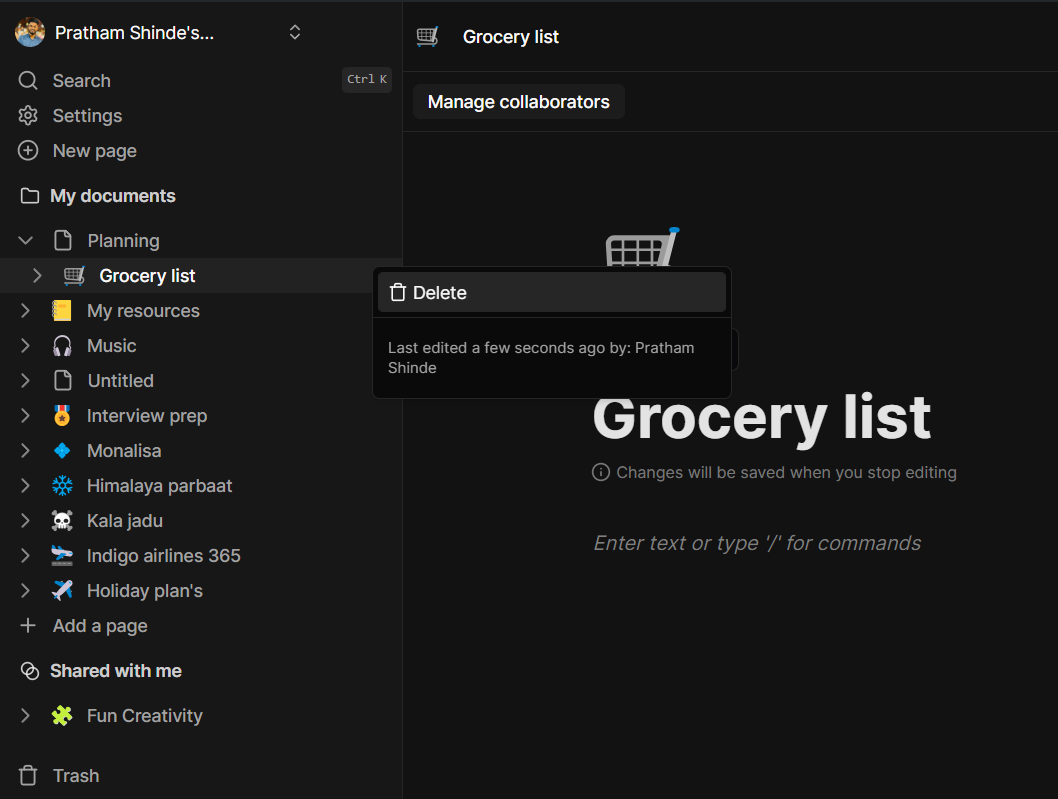 Pratham Shinde's...
Search
Ctrl K
Settings
New page
My documents
Planning
Grocery list
My resources
Music
Untitled
Interview prep
Monalisa
Himalaya parbaat
Kala jadu
Indigo airlines 365
Holiday plan's
Add a page
Shared with me
Fun Creativity
Trash
Grocery list
Manage collaborators
Delete
Last edited a few seconds ago by: Pratham
Shinde
Grocery list
Changes will be saved when you stop editing
Enter text or type '/' for commands